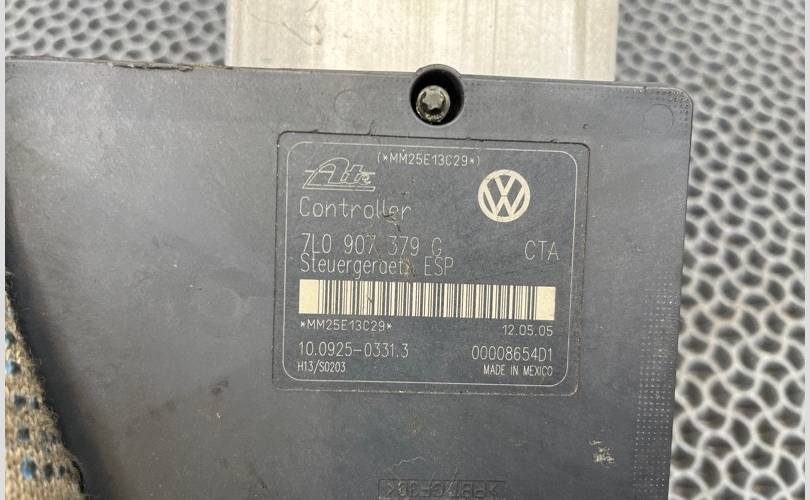 (*MM25E13C29*)
Ate
Controller
7L0 907 379 G CTA
Steuergeraet ESP
*MM25E13C29* 12.05.05
10.0925-0331.3 00008654D1
H13/S0203 MADE IN MEXICO